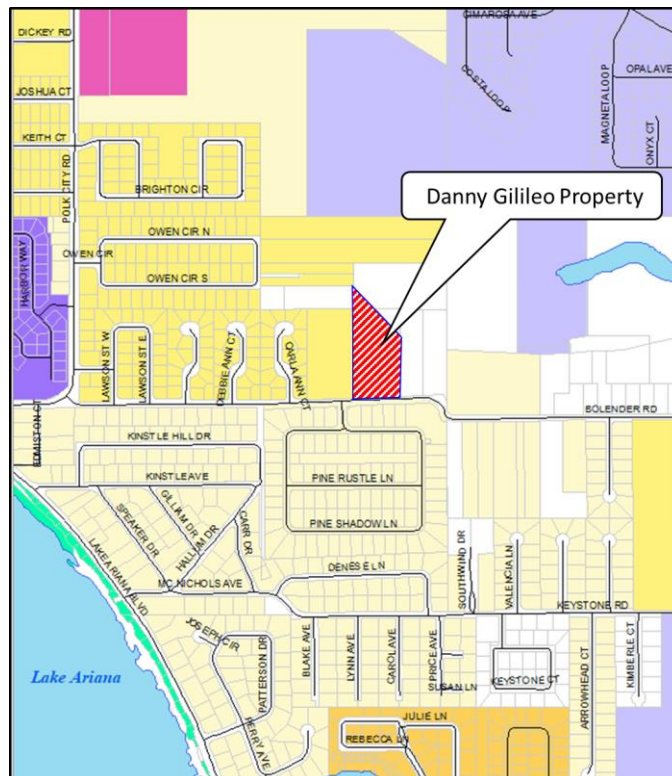 CIMAROSA AVE
DICKEY RD
COSTA LOOP
MAGNETA LOOP
OPAL AVE
JOSHUA CT
KEITH CT
ONYX CT
POLK CITY RD
BRIGHTON CIR
Danny Gilileo Property
OWEN CIR N
OWEN CIR
HARBOR WAY
OWEN CIR S
LAWSON ST W
LAWSON ST E
DEBBIE ANN CT
CARLA ANN CT
EDMISTON CT
BOLENDER RD
KINSTLE HILL DR
KINSTLE AVE
PINE RUSTLE LN
SPEAKER DR
GILLIAM DR
HALLUM DR
CARR DR
PINE SHADOW LN
LAKE ARIANA BLVD
DENESE LN
SOUTHWIND DR
VALENCIA LN
MC NICHOLS AVE
KEYSTONE RD
JOSEPH CIR
PATTERSON DR
BLAKE AVE
LYNN AVE
CAROL AVE
PRICE AVE
Lake Ariana
SUSAN LN
KEYSTONE CT
ARROWHEAD CT
KIMBERLE CT
PERRY AVE
JULIE LN
REBECCA LN